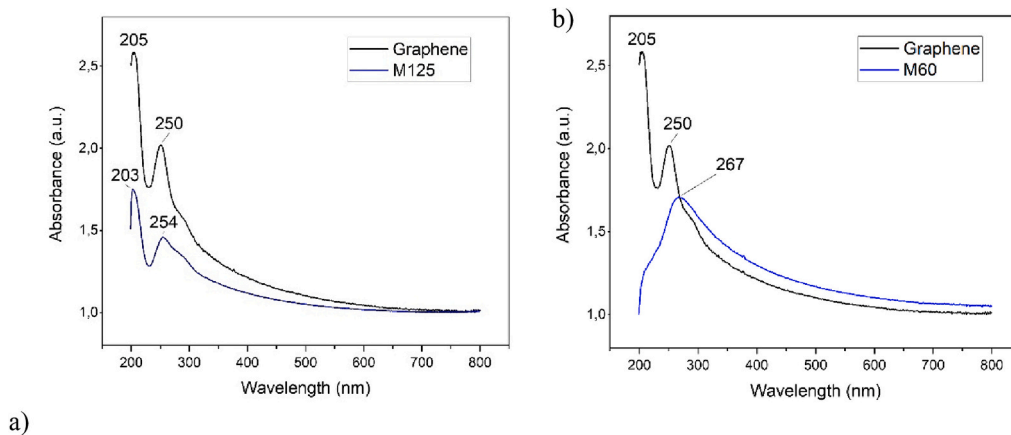 205
Graphene
M125
2,5
250
2,0
203
254
1,5
1,0
Absorbance (a.u.)
200 300 400 500 600 700 800
Wavelength (nm)
a)
b)
205
Graphene
M60
2,5
250
2,0
267
1,5
1,0
Absorbance (a.u.)
200 300 400 500 600 700 800
Wavelength (nm)